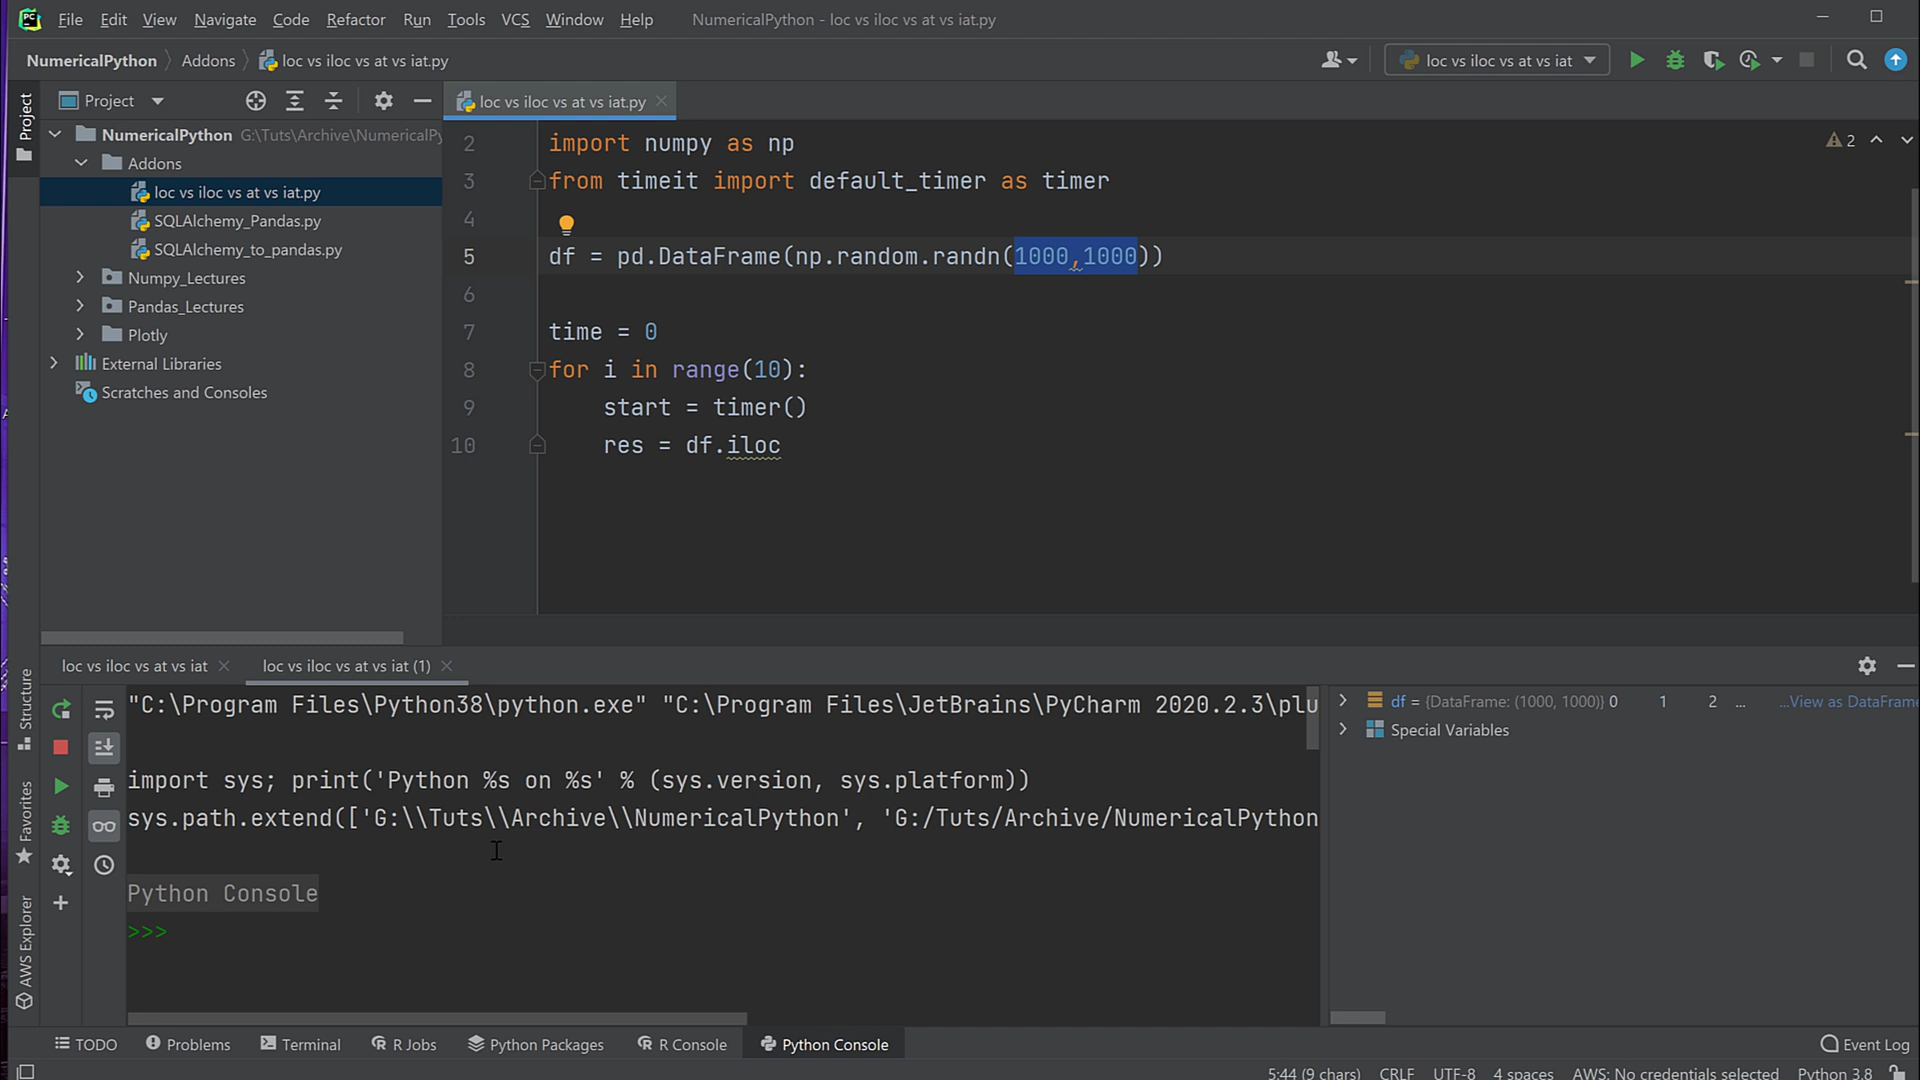 PC File Edit View Navigate Code Refactor Run Tools VCS Window Help NumericalPython - loc vs iloc vs at vs iat.py
NumericalPython Addons loc vs iloc vs at vs iat.py loc vs iloc vs at vs iat
Project
Project
loc vs iloc vs at vs iat.py
NumericalPython G:\Tuts\Archive\NumericalPy
Addons
loc vs iloc vs at vs iat.py
SQLAlchemy_Pandas.py
SQLAlchemy_to_pandas.py
Numpy_Lectures
Pandas_Lectures
Plotly
External Libraries
Scratches and Consoles
2 import numpy as np
3 from timeit import default_timer as timer
4
5 df = pd.DataFrame(np.random.randn(1000,1000))
6
7 time = 0
8 for i in range(10):
9 start = timer()
10 res = df.iloc
2
Structure
Favorites
AWS Explorer
loc vs iloc vs at vs iat
loc vs iloc vs at vs iat (1)
"C:\Program Files\Python38\python.exe" "C:\Program Files\JetBrains\PyCharm 2020.2.3\plu
import sys; print('Python %s on %s' % (sys.version, sys.platform))
sys.path.extend(['G:\\Tuts\\Archive\\NumericalPython', 'G:/Tuts/Archive/NumericalPython
Python Console
>>>
df = {DataFrame: (1000, 1000)} 0 1 2 ... ...View as DataFrame
Special Variables
TODO Problems Terminal R Jobs Python Packages R Console Python Console Event Log
5:44 (9 chars) CRLF UTF-8 4 spaces AWS: No credentials selected Python 3.8